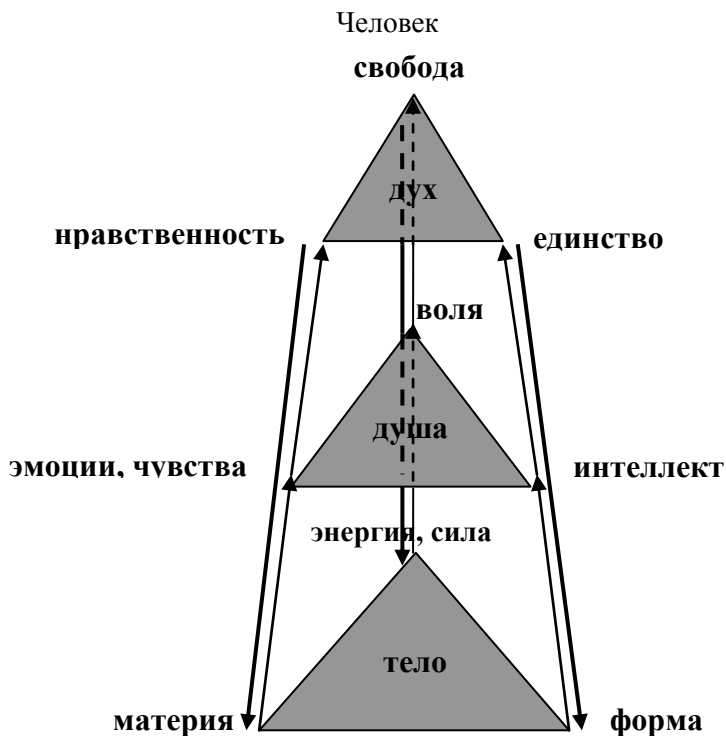 Человек
свобода
дух
нравственность
единство
воля
душа
эмоции, чувства
интеллект
энергия, сила
тело
материя
форма